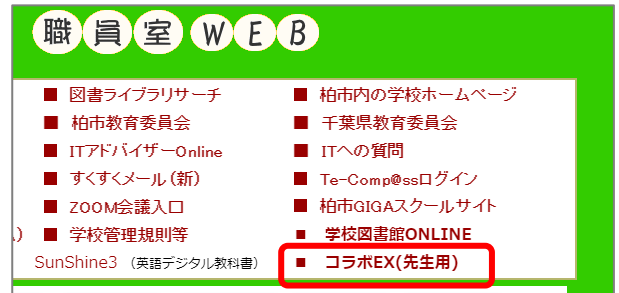 職員室 WEB
■ 図書ライブラリサーチ ■ 柏市内の学校ホームページ
■ 柏市教育委員会 ■ 千葉県教育委員会
■ ITアドバイザーOnline ■ ITへの質問
■ すくすくメール（新） ■ Te-Comp@ssログイン
■ ZOOM会議入口 ■ 柏市GIGAスクールサイト
) ■ 学校管理規則等 ■ 学校図書館ONLINE
SunShine3 （英語デジタル教科書） ■ コラボEX(先生用)